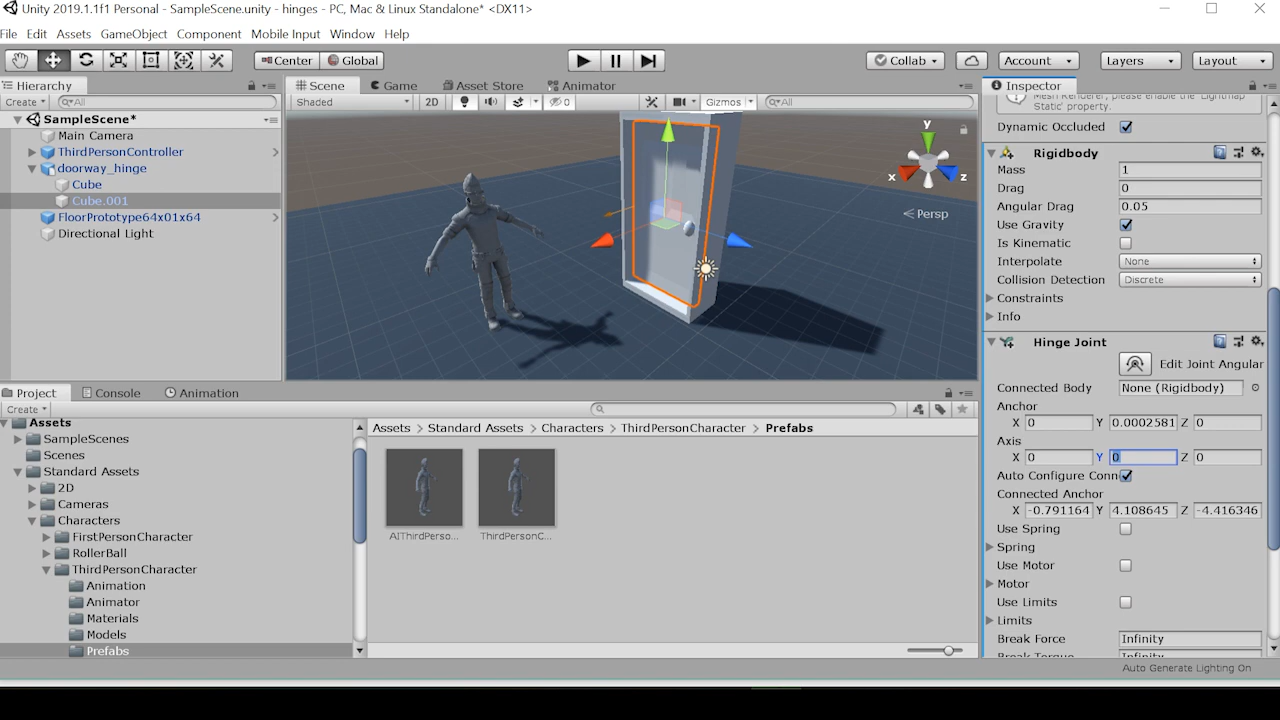 Unity 2019.1.1f1 Personal - SampleScene.unity - hinges - PC, Mac & Linux Standalone* <DX11>
File Edit Assets GameObject Component Mobile Input Window Help
Center Global Collab Account Layers Layout
Hierarchy
Create All
SampleScene*
Main Camera
ThirdPersonController
doorway_hinge
Cube
Cube.001
FloorPrototype64x01x64
Directional Light
Scene Game Asset Store Animator
Shaded 2D 0 Gizmos All
y
x z
Persp
Inspector
Static' property.
Dynamic Occluded
Rigidbody
Mass 1
Drag 0
Angular Drag 0.05
Use Gravity
Is Kinematic
Interpolate None
Collision Detection Discrete
Constraints
Info
Hinge Joint
Edit Joint Angular
Connected Body None (Rigidbody)
Anchor
X 0 Y 0.0002581 Z 0
Axis
X 0 Y 0 Z 0
Auto Configure Conn
Connected Anchor
X -0.791164 Y 4.108645 Z -4.416346
Use Spring
Spring
Use Motor
Motor
Use Limits
Limits
Break Force Infinity
Break Torque Infinity
Auto Generate Lighting On
Project Console Animation
Create
Assets
SampleScenes
Scenes
Standard Assets
2D
Cameras
Characters
FirstPersonCharacter
RollerBall
ThirdPersonCharacter
Animation
Animator
Materials
Models
Prefabs
Assets > Standard Assets > Characters > ThirdPersonCharacter > Prefabs
AIThirdPerso... ThirdPersonC...